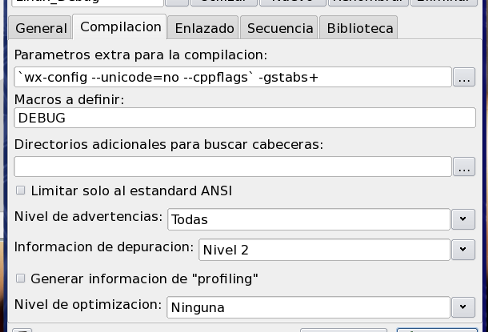 General Compilacion Enlazado Secuencia Biblioteca
Parametros extra para la compilacion:
`wx-config --unicode=no --cppflags` -gstabs+ ...
Macros a definir:
DEBUG
Directorios adicionales para buscar cabeceras:
...
Limitar solo al estandard ANSI
Nivel de advertencias: Todas
Informacion de depuracion: Nivel 2
Generar informacion de "profiling"
Nivel de optimizacion: Ninguna